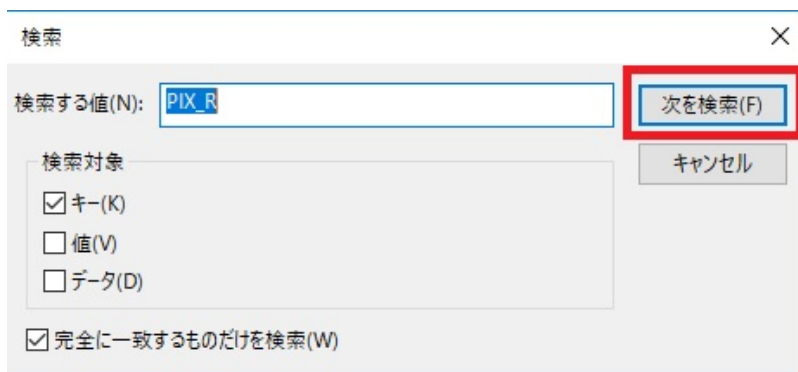 検索
検索する値(N): PIX_R 次を検索(F)
検索対象 キャンセル
キー(K)
値(V)
データ(D)
完全に一致するものだけを検索(W)